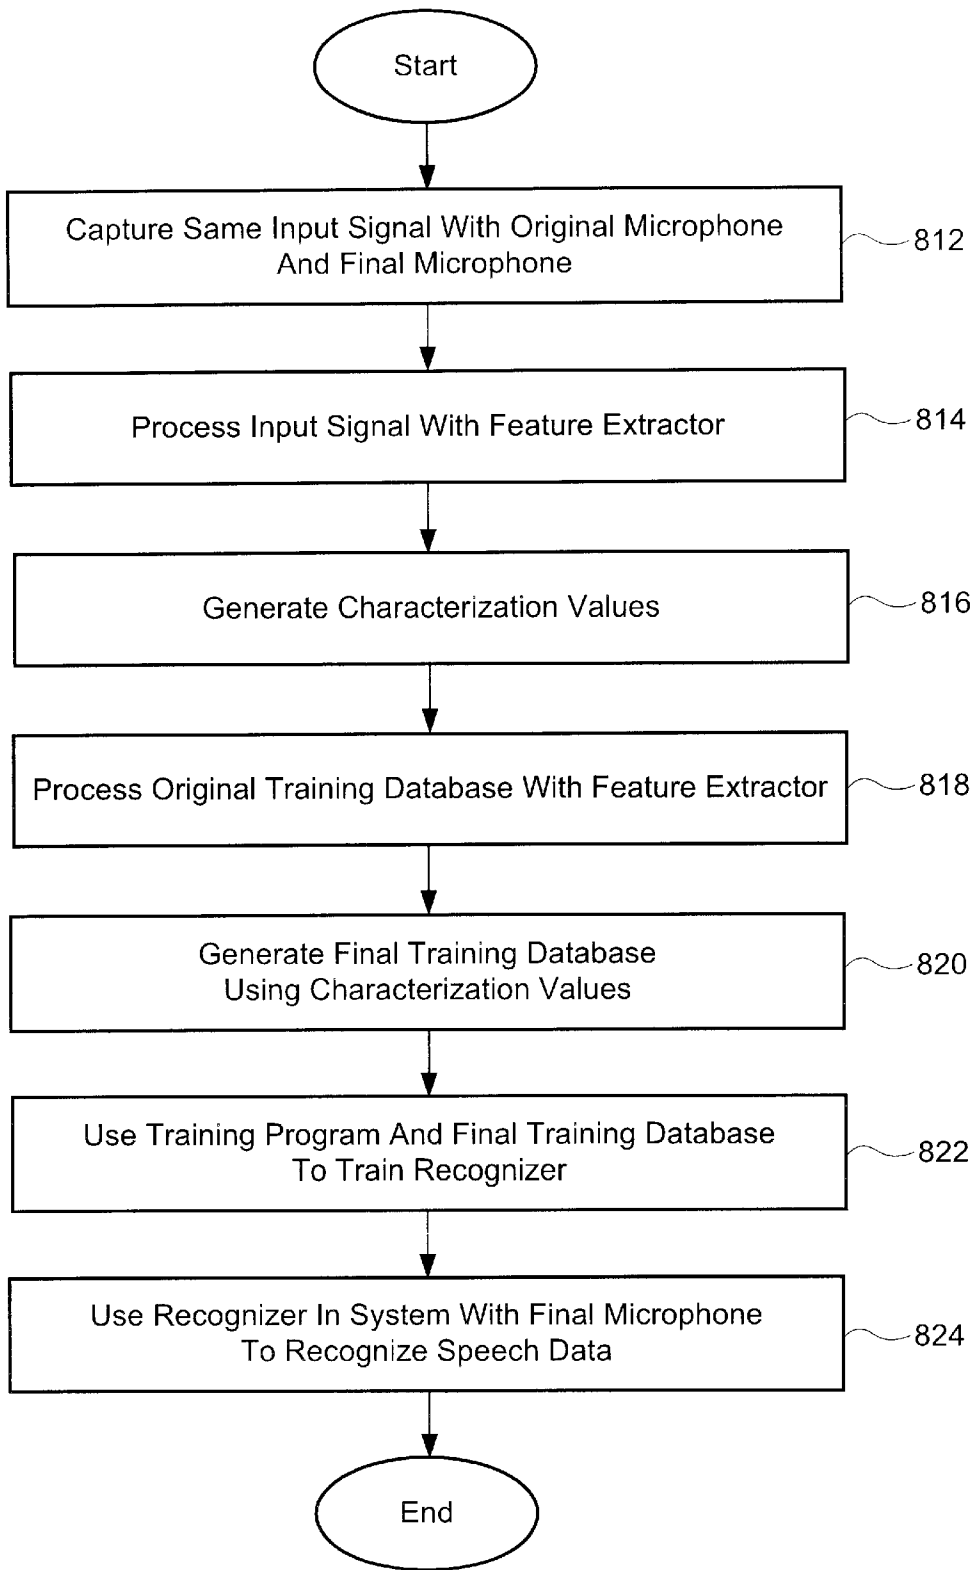 Start
Capture Same Input Signal With Original Microphone
And Final Microphone
812
Process Input Signal With Feature Extractor
814
Generate Characterization Values
816
Process Original Training Database With Feature Extractor
818
Generate Final Training Database
Using Characterization Values
820
Use Training Program And Final Training Database
To Train Recognizer
822
Use Recognizer In System With Final Microphone
To Recognize Speech Data
824
End